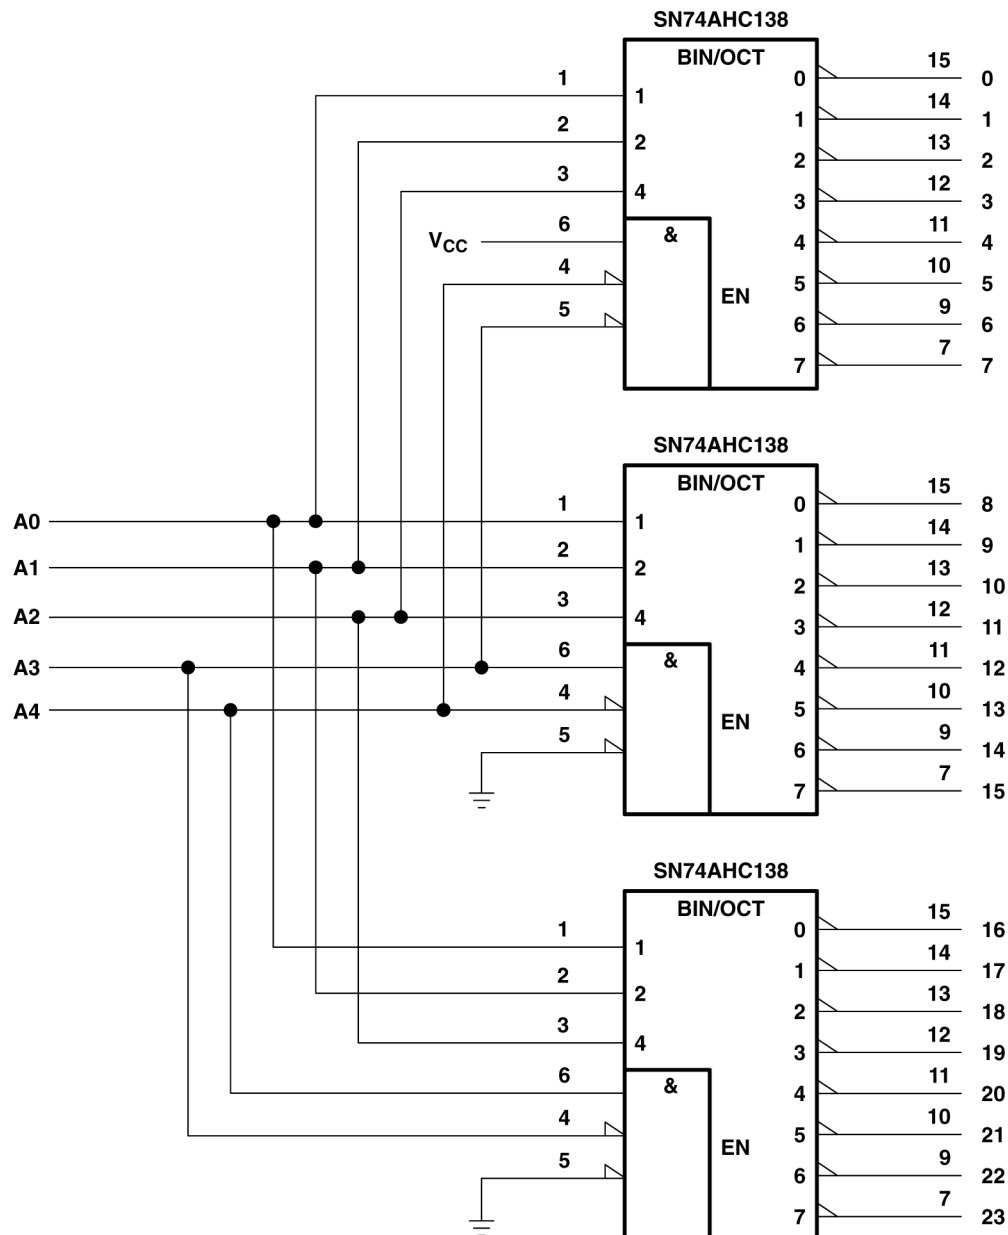 SN74AHC138
BIN/OCT
1 1 0 15 0
2 2 1 14 1
3 4 2 13 2
3 12 3
VCC 6 & 4 11 4
4 EN 5 10 5
5 6 9 6
7 7 7
SN74AHC138
BIN/OCT
A0 1 1 0 15 8
A1 2 2 1 14 9
A2 3 4 2 13 10
3 12 11
A3 6 & 4 11 12
A4 4 EN 5 10 13
5 6 9 14
7 7 15
SN74AHC138
BIN/OCT
1 1 0 15 16
2 2 1 14 17
3 4 2 13 18
3 12 19
6 & 4 11 20
4 EN 5 10 21
5 6 9 22
7 7 23